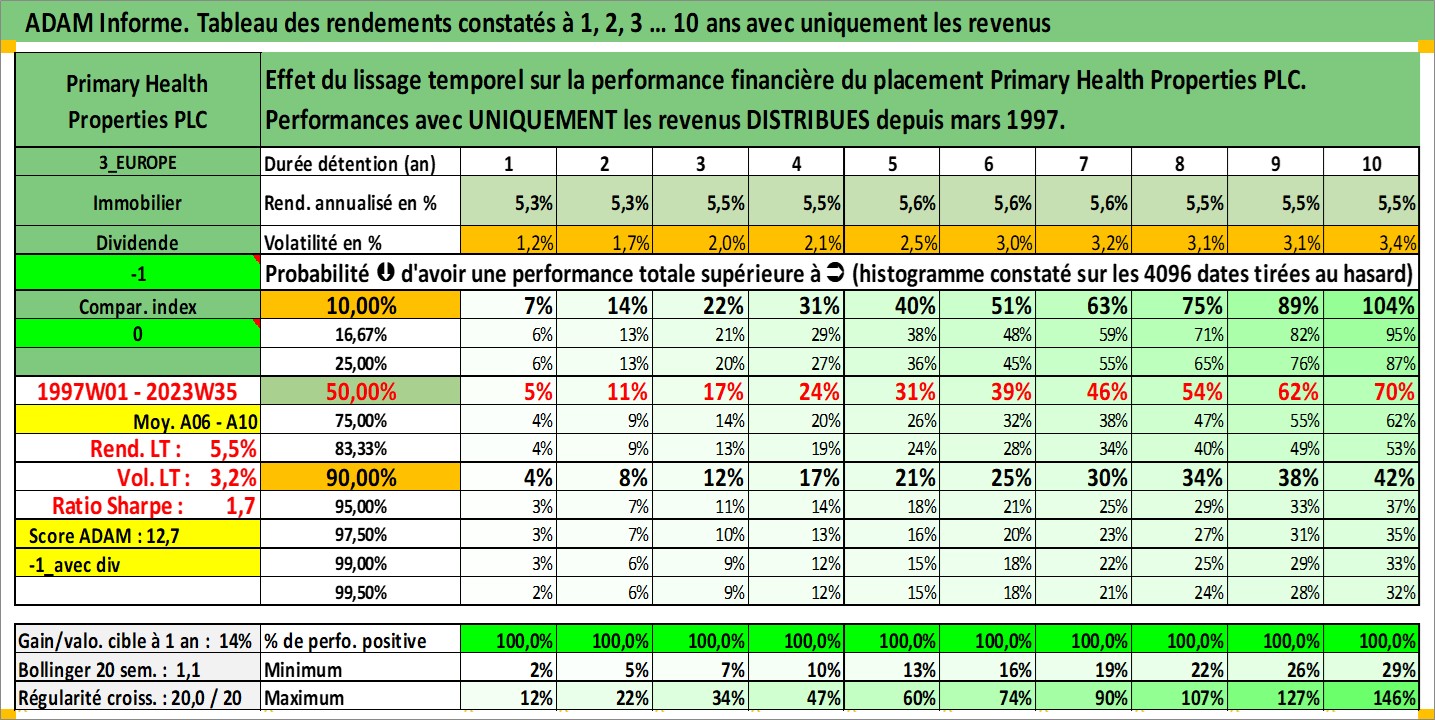 ADAM Informe. Tableau des rendements constatés à 1, 2, 3 ... 10 ans avec uniquement les revenus
Primary Health Properties PLC
Effet du lissage temporel sur la performance financière du placement Primary Health Properties PLC.
Performances avec UNIQUEMENT les revenus DISTRIBUES depuis mars 1997.
3_EUROPE Durée détention (an) 1 2 3 4 5 6 7 8 9 10
Immobilier Rend. annualisé en % 5,3% 5,3% 5,5% 5,5% 5,6% 5,6% 5,6% 5,5% 5,5% 5,5%
Dividende Volatilité en % 1,2% 1,7% 2,0% 2,1% 2,5% 3,0% 3,2% 3,1% 3,1% 3,4%
-1 Probabilité ⬇ d'avoir une performance totale supérieure à ➲ (histogramme constaté sur les 4096 dates tirées au hasard)
Compar. index 10,00% 7% 14% 22% 31% 40% 51% 63% 75% 89% 104%
0 16,67% 6% 13% 21% 29% 38% 48% 59% 71% 82% 95%
25,00% 6% 13% 20% 27% 36% 45% 55% 65% 76% 87%
1997W01 - 2023W35 50,00% 5% 11% 17% 24% 31% 39% 46% 54% 62% 70%
Moy. A06 - A10 75,00% 4% 9% 14% 20% 26% 32% 38% 47% 55% 62%
Rend. LT : 5,5% 83,33% 4% 9% 13% 19% 24% 28% 34% 40% 49% 53%
Vol. LT : 3,2% 90,00% 4% 8% 12% 17% 21% 25% 30% 34% 38% 42%
Ratio Sharpe : 1,7 95,00% 3% 7% 11% 14% 18% 21% 25% 29% 33% 37%
Score ADAM : 12,7 97,50% 3% 7% 10% 13% 16% 20% 23% 27% 31% 35%
-1_avec div 99,00% 3% 6% 9% 12% 15% 18% 22% 25% 29% 33%
99,50% 2% 6% 9% 12% 15% 18% 21% 24% 28% 32%
Gain/valo. cible à 1 an : 14% % de perfo. positive 100,0% 100,0% 100,0% 100,0% 100,0% 100,0% 100,0% 100,0% 100,0% 100,0%
Bollinger 20 sem. : 1,1 Minimum 2% 5% 7% 10% 13% 16% 19% 22% 26% 29%
Régularité croiss. : 20,0 / 20 Maximum 12% 22% 34% 47% 60% 74% 90% 107% 127% 146%